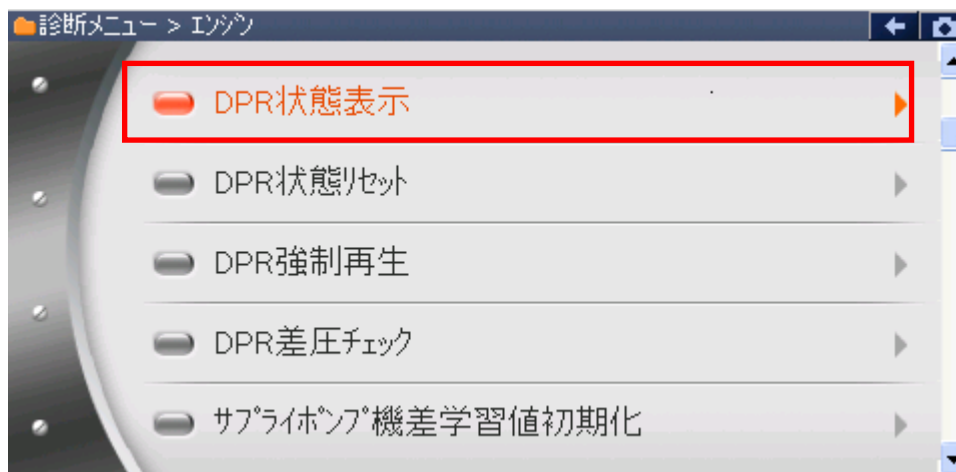 診断メニュー > エンジン
DPR状態表示
DPR状態リセット
DPR強制再生
DPR差圧チェック
サプライポンプ機差学習値初期化